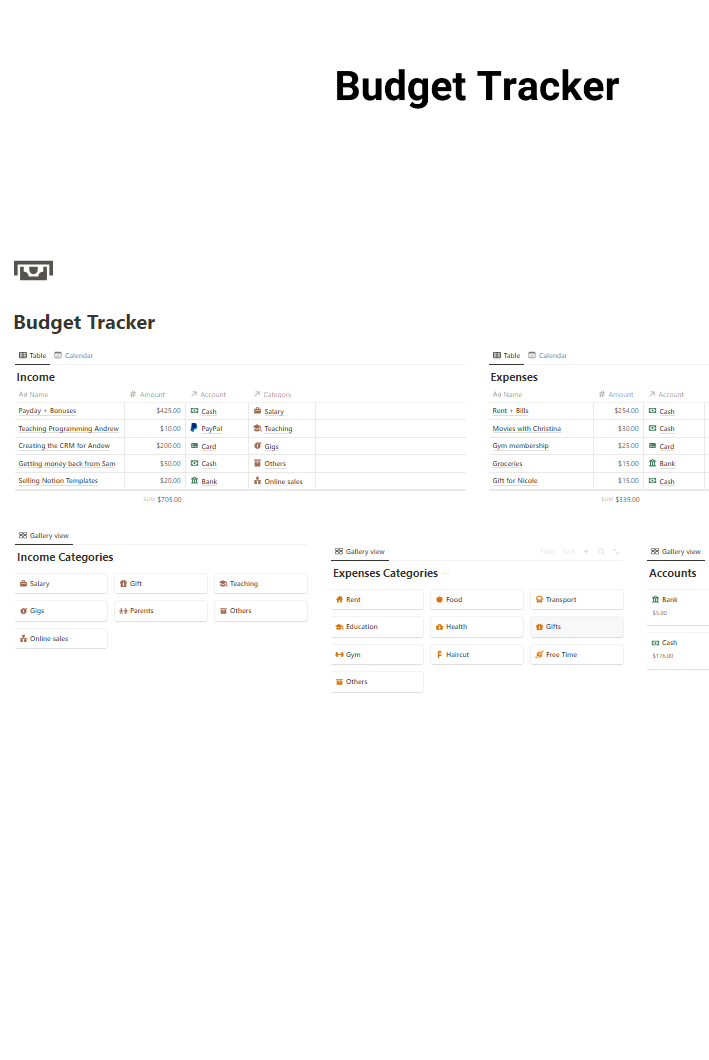 Budget Tracker
Budget Tracker
Table Calendar
Income
Aa Name # Amount Account Category
Payday + Bonuses $425.00 Cash Salary
Teaching Programming Andrew $10.00 PayPal Teaching
Creating the CRM for Andew $200.00 Card Gigs
Getting money back from Sam $50.00 Cash Others
Selling Notion Templates $20.00 Bank Online sales
SUM $705.00
Table Calendar
Expenses
Aa Name # Amount Account
Rent + Bills $254.00 Cash
Movies with Christina $30.00 Cash
Gym membership $25.00 Card
Groceries $15.00 Bank
Gift for Nicole $15.00 Cash
SUM $339.00
Gallery view
Income Categories
Salary Gift Teaching
Gigs Parents Others
Online sales
Gallery view Filter Sort
Expenses Categories
Rent Food Transport
Education Health Gifts
Gym Haircut Free Time
Others
Gallery view
Accounts
Bank
$5.00
Cash
$176.00